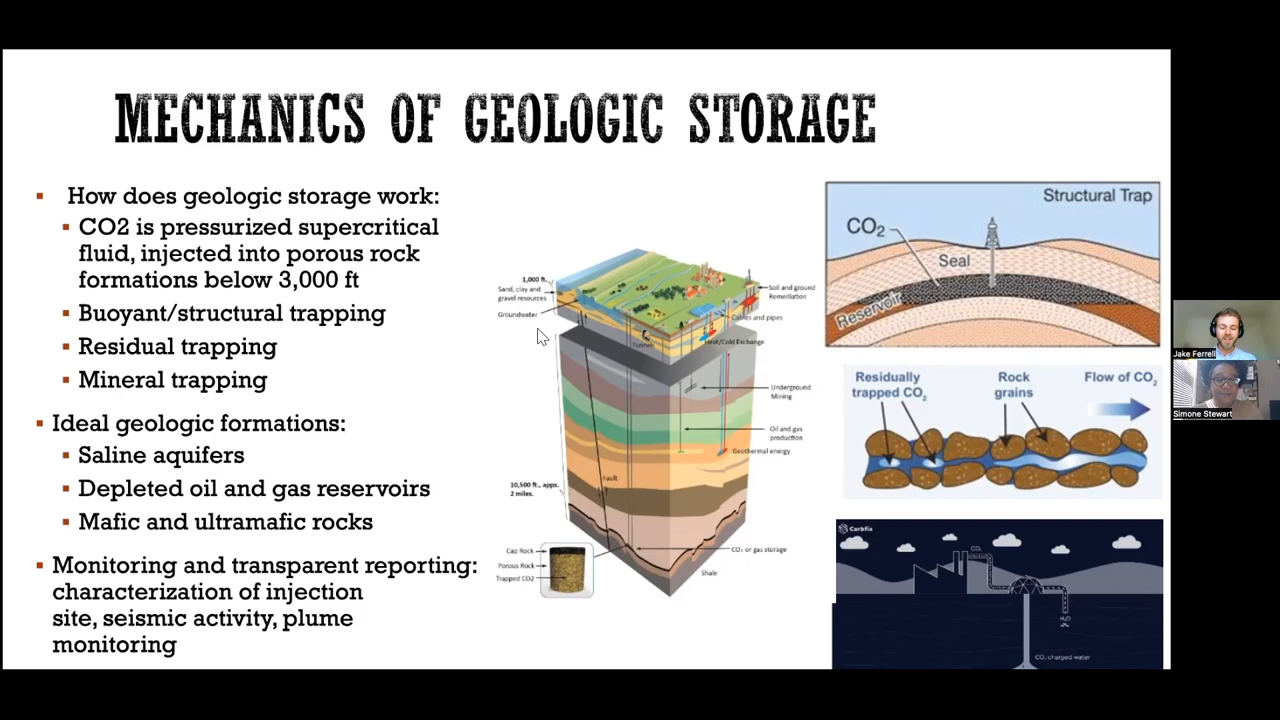 MECHANICS OF GEOLOGIC STORAGE
▪ How does geologic storage work:
▪ CO2 is pressurized supercritical
fluid, injected into porous rock
formations below 3,000 ft
▪ Buoyant/structural trapping
▪ Residual trapping
▪ Mineral trapping
▪ Ideal geologic formations:
▪ Saline aquifers
▪ Depleted oil and gas reservoirs
▪ Mafic and ultramafic rocks
▪ Monitoring and transparent reporting:
characterization of injection
site, seismic activity, plume
monitoring
1,000 ft.
Sand, clay and
gravel resources
Groundwater
Soil and ground
Remediation
Cables and pipes
Tunnels
Heat/Cold Exchange
Underground
Mining
Oil and gas
production
Geothermal energy
Fault
10,500 ft., appx.
2 miles.
Cap Rock
Porous Rock
Trapped CO2
CO₂ or gas storage
Shale
Structural Trap
CO₂
Seal
Reservoir
Residually
trapped CO₂
Rock
grains
Flow of CO₂
Carbfix
CO₂
H₂O
CO₂ charged water
Jake Ferrell
Simone Stewart